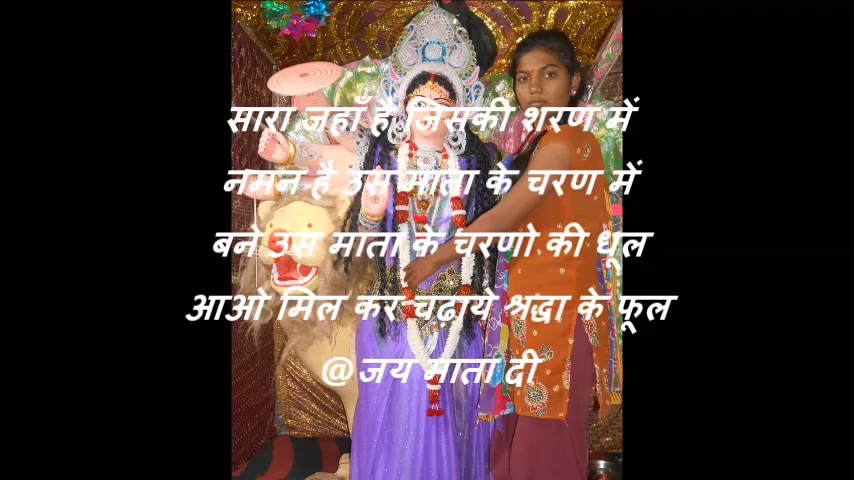 सारा जहाँ है जिसकी शरण में
नमन है उस माता के चरण में
बने उस माता के चरणो की धूल
आओ मिल कर चढ़ाये श्रद्धा के फूल
@जय माता दी